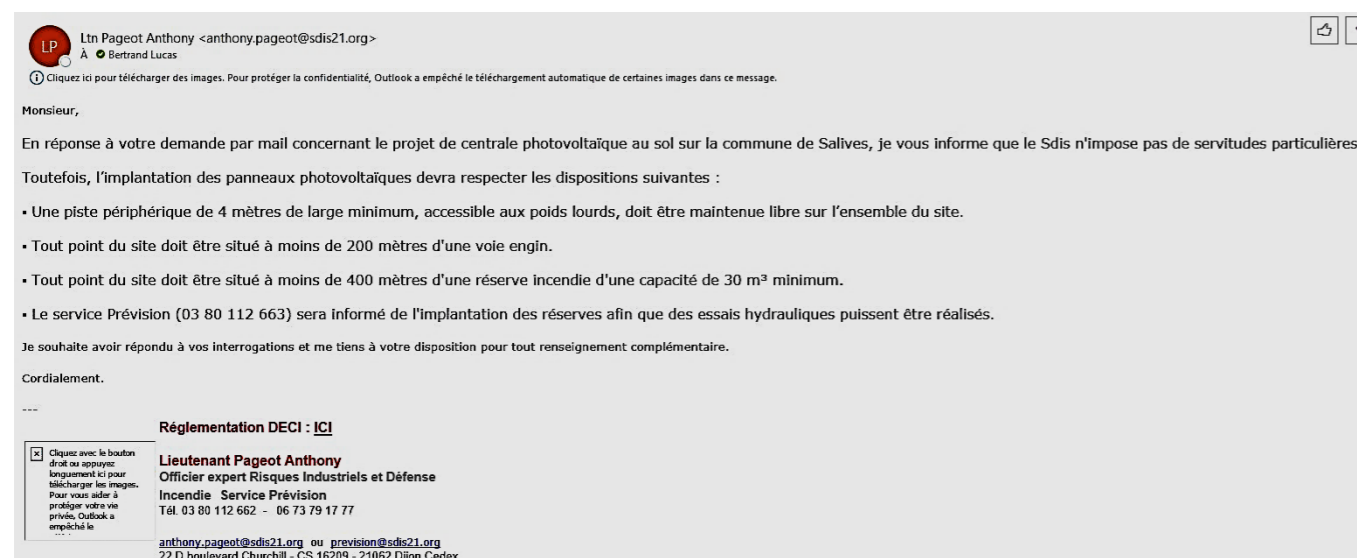 LP
Ltn Pageot Anthony <anthony.pageot@sdis21.org>
À Bertrand Lucas
Cliquez ici pour télécharger des images. Pour protéger la confidentialité, Outlook a empêché le téléchargement automatique de certaines images dans ce message.
Monsieur,
En réponse à votre demande par mail concernant le projet de centrale photovoltaïque au sol sur la commune de Salives, je vous informe que le Sdis n'impose pas de servitudes particulières
Toutefois, l'implantation des panneaux photovoltaïques devra respecter les dispositions suivantes :
▪ Une piste périphérique de 4 mètres de large minimum, accessible aux poids lourds, doit être maintenue libre sur l'ensemble du site.
▪ Tout point du site doit être situé à moins de 200 mètres d'une voie engin.
▪ Tout point du site doit être situé à moins de 400 mètres d'une réserve incendie d'une capacité de 30 m³ minimum.
▪ Le service Prévision (03 80 112 663) sera informé de l'implantation des réserves afin que des essais hydrauliques puissent être réalisés.
Je souhaite avoir répondu à vos interrogations et me tiens à votre disposition pour tout renseignement complémentaire.
Cordialement.
---
Réglementation DECI : ICI
Cliquez avec le bouton
droit ou appuyez
longuement ici pour
télécharger les images.
Pour vous aider à
protéger votre vie
privée, Outlook a
empêché le
Lieutenant Pageot Anthony
Officier expert Risques Industriels et Défense
Incendie Service Prévision
Tél. 03 80 112 662 - 06 73 79 17 77
anthony.pageot@sdis21.org ou prevision@sdis21.org
22 D boulevard Churchill - CS 16209 - 21062 Dijon Cedex